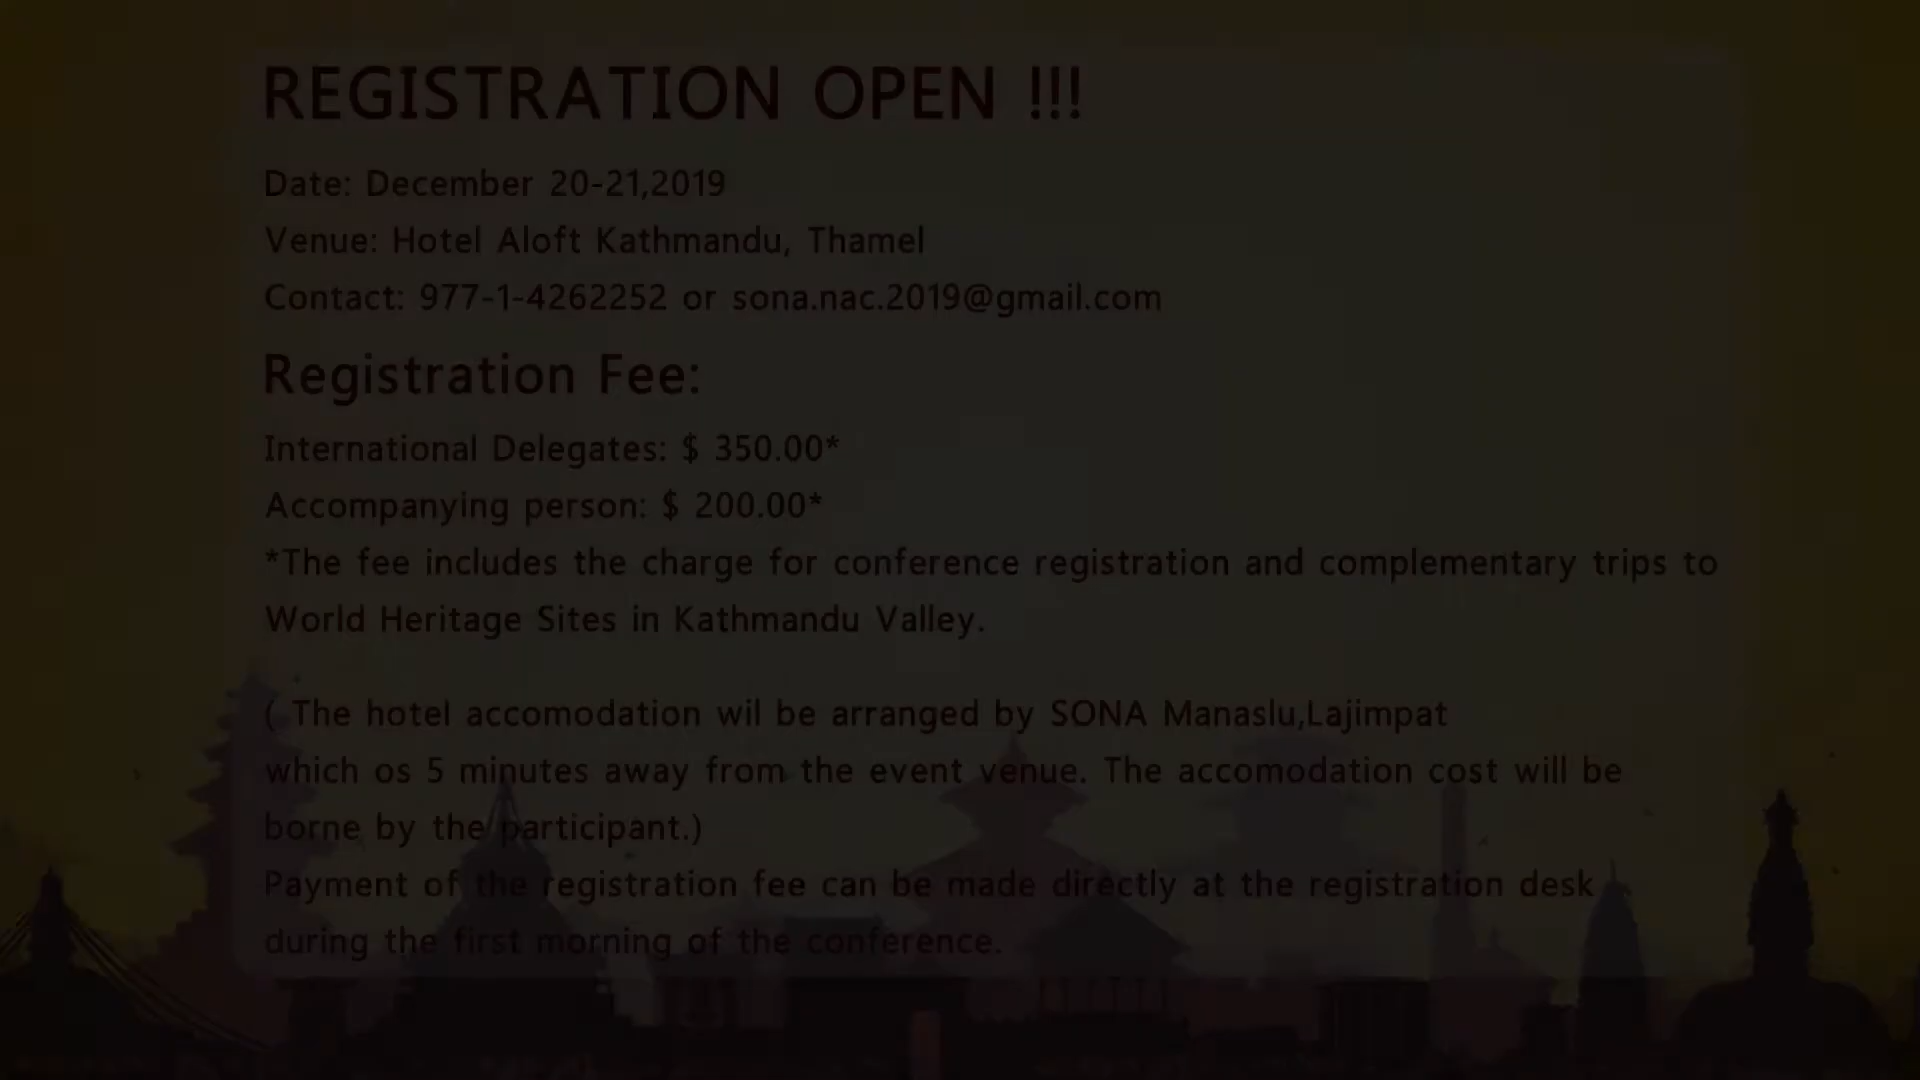 REGISTRATION OPEN !!!
Date: December 20-21,2019
Venue: Hotel Aloft Kathmandu, Thamel
Contact: 977-1-4262252 or sona.nac.2019@gmail.com
Registration Fee:
International Delegates: $ 350.00*
Accompanying person: $ 200.00*
*The fee includes the charge for conference registration and complementary trips to
World Heritage Sites in Kathmandu Valley.
( The hotel accomodation wil be arranged by SONA Manaslu,Lajimpat
which os 5 minutes away from the event venue. The accomodation cost will be
borne by the participant.)
Payment of the registration fee can be made directly at the registration desk
during the first morning of the conference.